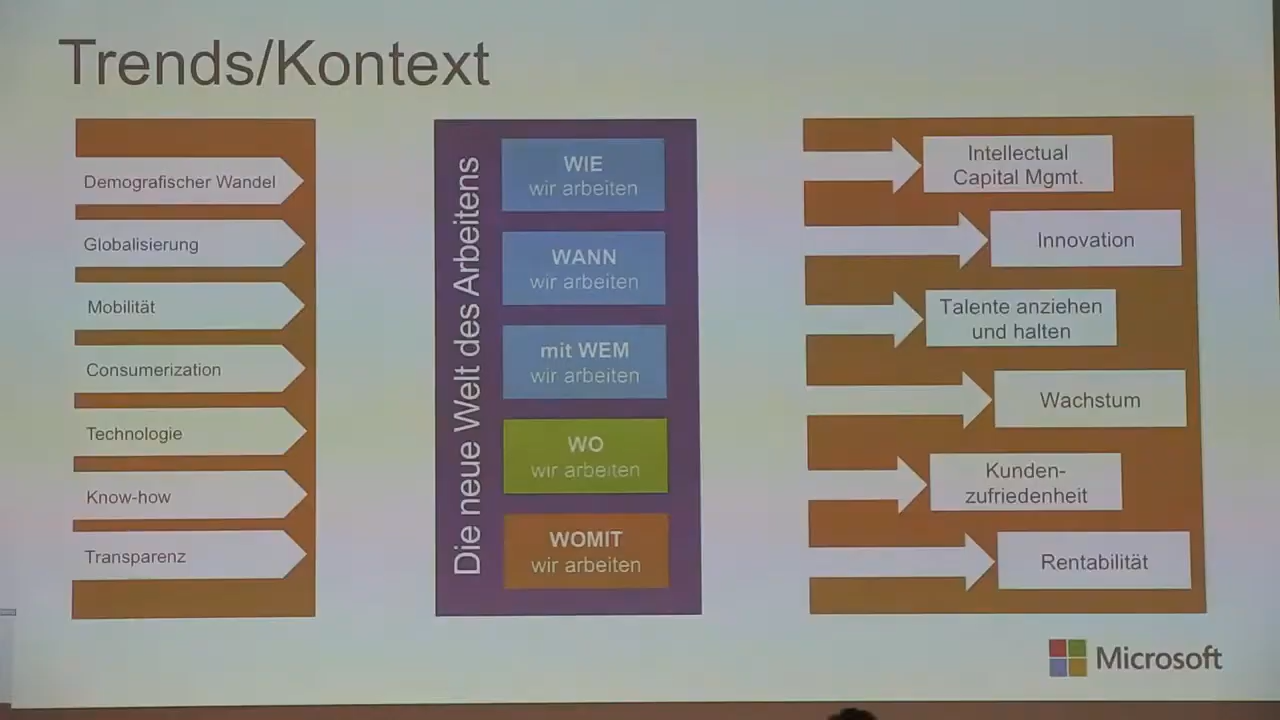 Trends/Kontext
Demografischer Wandel
Globalisierung
Mobilität
Consumerization
Technologie
Know-how
Transparenz
Die neue Welt des Arbeitens
WIE
wir arbeiten
WANN
wir arbeiten
mit WEM
wir arbeiten
WO
wir arbeiten
WOMIT
wir arbeiten
Intellectual
Capital Mgmt.
Innovation
Talente anziehen
und halten
Wachstum
Kunden-
zufriedenheit
Rentabilität
Microsoft